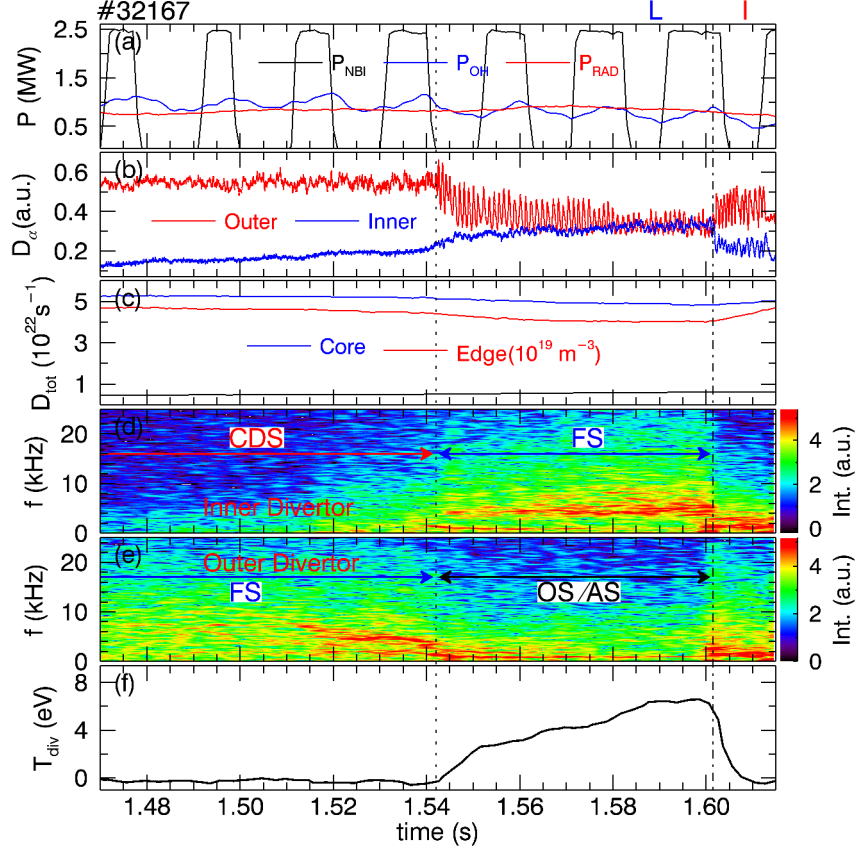 #32167 L I
2.5
1.5
0.5
P (MW)
(a)
P_NBI P_OH P_RAD
0.6
0.4
0.2
D_α(a.u.)
(b)
Outer Inner
5
3
1
D_tot (10^22 s^−1)
(c)
Core Edge(10^19 m^−3)
20
10
0
f (kHz)
(d)
CDS FS
Inner Divertor
4
2
0
Int. (a.u.)
20
10
0
f (kHz)
(e)
Outer Divertor
FS OS/AS
4
2
0
Int. (a.u.)
8
4
0
T_div (eV)
(f)
1.48 1.50 1.52 1.54 1.56 1.58 1.60
time (s)